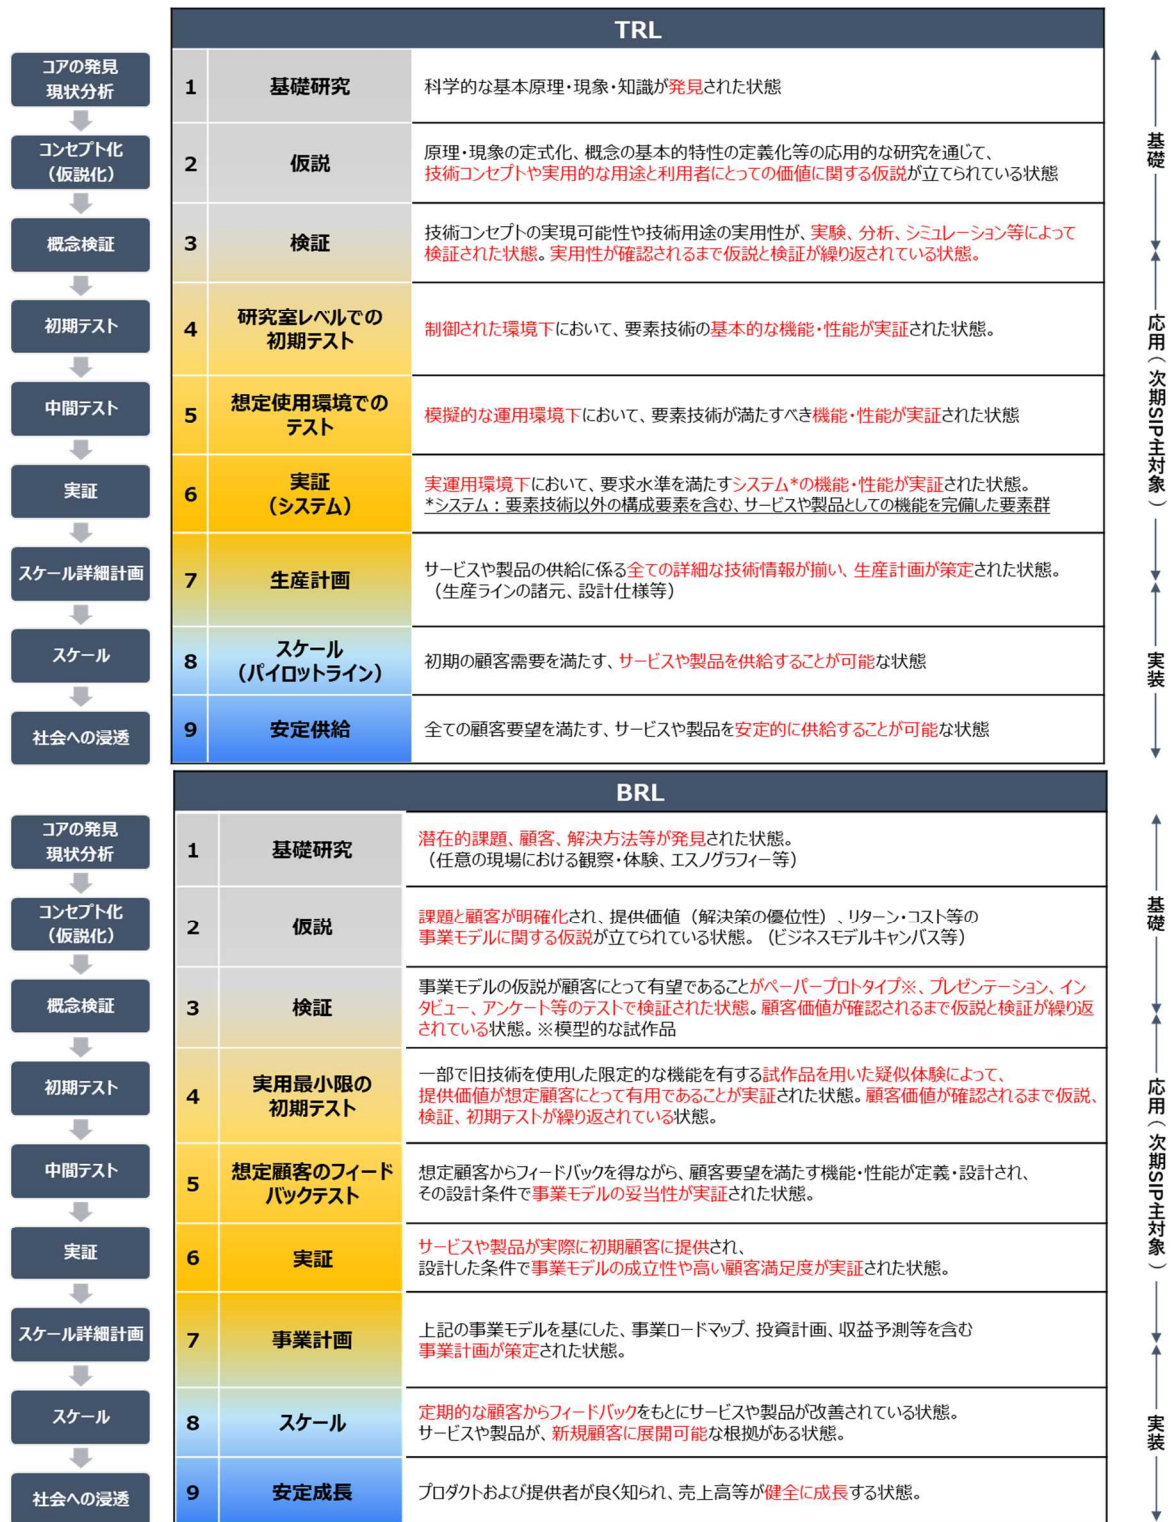 TRL
コアの発見
現状分析
1
基礎研究
科学的な基本原理・現象・知識が発見された状態
コンセプト化
(仮説化)
2
仮説
原理・現象の定式化、概念の基本的特性の定義化等の応用的な研究を通じて、
技術コンセプトや実用的な用途と利用者にとっての価値に関する仮説が立てられている状態
概念検証
3
検証
技術コンセプトの実現可能性や技術用途の実用性が、実験、分析、シミュレーション等によって
検証された状態。実用性が確認されるまで仮説と検証が繰り返されている状態。
初期テスト
4
研究室レベルでの
初期テスト
制御された環境下において、要素技術の基本的な機能・性能が実証された状態。
中間テスト
5
想定使用環境での
テスト
模擬的な運用環境下において、要素技術が満たすべき機能・性能が実証された状態
実証
6
実証
(システム)
実運用環境下において、要求水準を満たすシステム*の機能・性能が実証された状態。
*システム：要素技術以外の構成要素を含む、サービスや製品としての機能を完備した要素群
スケール詳細計画
7
生産計画
サービスや製品の供給に係る全ての詳細な技術情報が揃い、生産計画が策定された状態。
(生産ラインの諸元、設計仕様等)
スケール
8
スケール
(パイロットライン)
初期の顧客需要を満たす、サービスや製品を供給することが可能な状態
社会への浸透
9
安定供給
全ての顧客要望を満たす、サービスや製品を安定的に供給することが可能な状態
基礎
応用(次期SIP主対象)
実装
BRL
コアの発見
現状分析
1
基礎研究
潜在的課題、顧客、解決方法等が発見された状態。
(任意の現場における観察・体験、エスノグラフィー等)
コンセプト化
(仮説化)
2
仮説
課題と顧客が明確化され、提供価値（解決策の優位性）、リターン・コスト等の
事業モデルに関する仮説が立てられている状態。(ビジネスモデルキャンバス等)
概念検証
3
検証
事業モデルの仮説が顧客にとって有望であることがペーパープロトタイプ※、プレゼンテーション、イン
タビュー、アンケート等のテストで検証された状態。顧客価値が確認されるまで仮説と検証が繰り返
されている状態。※模型的な試作品
初期テスト
4
実用最小限の
初期テスト
一部で旧技術を使用した限定的な機能を有する試作品を用いた疑似体験によって、
提供価値が想定顧客にとって有用であることが実証された状態。顧客価値が確認されるまで仮説、
検証、初期テストが繰り返されている状態。
中間テスト
5
想定顧客のフィード
バックテスト
想定顧客からフィードバックを得ながら、顧客要望を満たす機能・性能が定義・設計され、
その設計条件で事業モデルの妥当性が実証された状態。
実証
6
実証
サービスや製品が実際に初期顧客に提供され、
設計した条件で事業モデルの成立性や高い顧客満足度が実証された状態。
スケール詳細計画
7
事業計画
上記の事業モデルを基にした、事業ロードマップ、投資計画、収益予測等を含む
事業計画が策定された状態。
スケール
8
スケール
定期的な顧客からフィードバックをもとにサービスや製品が改善されている状態。
サービスや製品が、新規顧客に展開可能な根拠がある状態。
社会への浸透
9
安定成長
プロダクトおよび提供者が良く知られ、売上高等が健全に成長する状態。
基礎
応用(次期SIP主対象)
実装